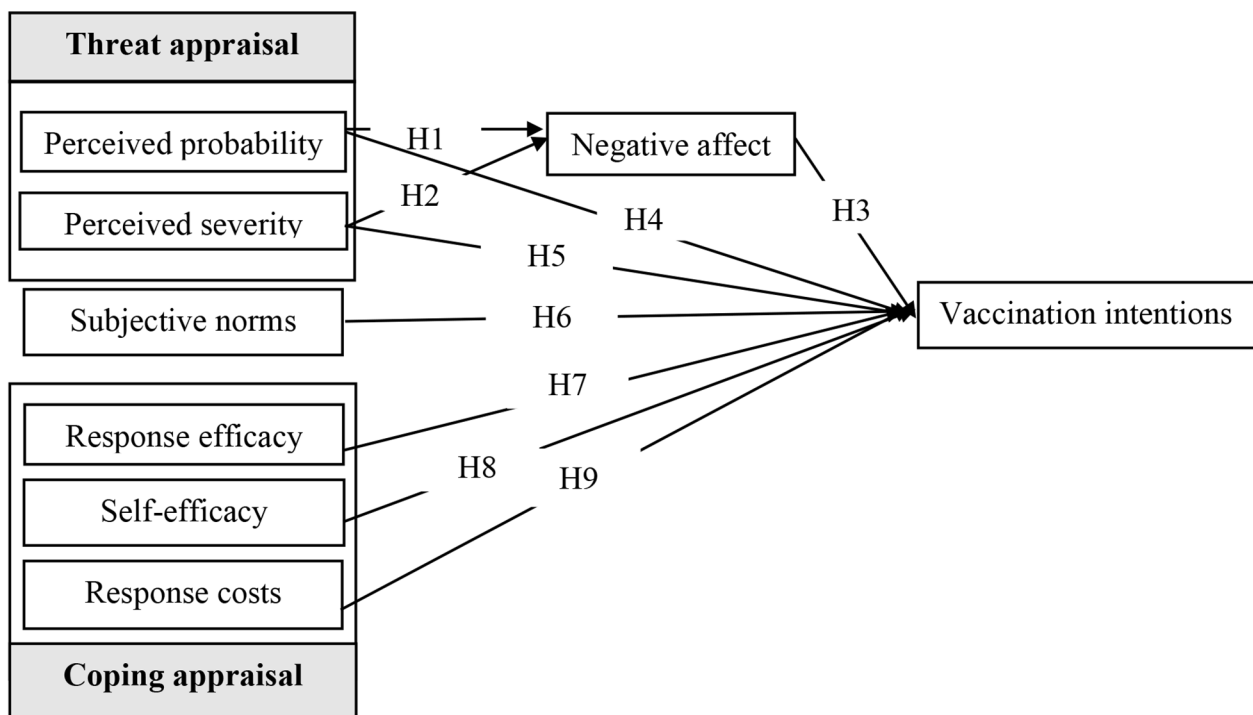 Threat appraisal
Perceived probability
H1
Negative affect
Perceived severity
H2
H4
H3
H5
Subjective norms
H6
Vaccination intentions
H7
Response efficacy
H8
H9
Self-efficacy
Response costs
Coping appraisal